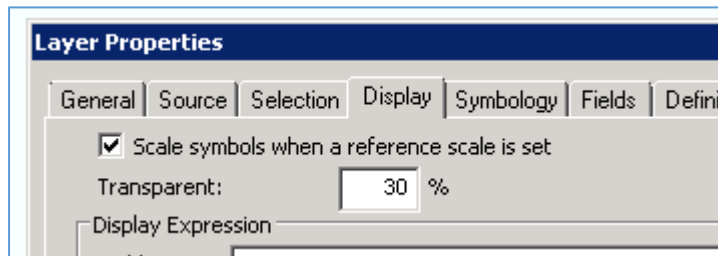 Layer Properties
General Source Selection Display Symbology Fields
Scale symbols when a reference scale is set
Transparent: 30 %
Display Expression